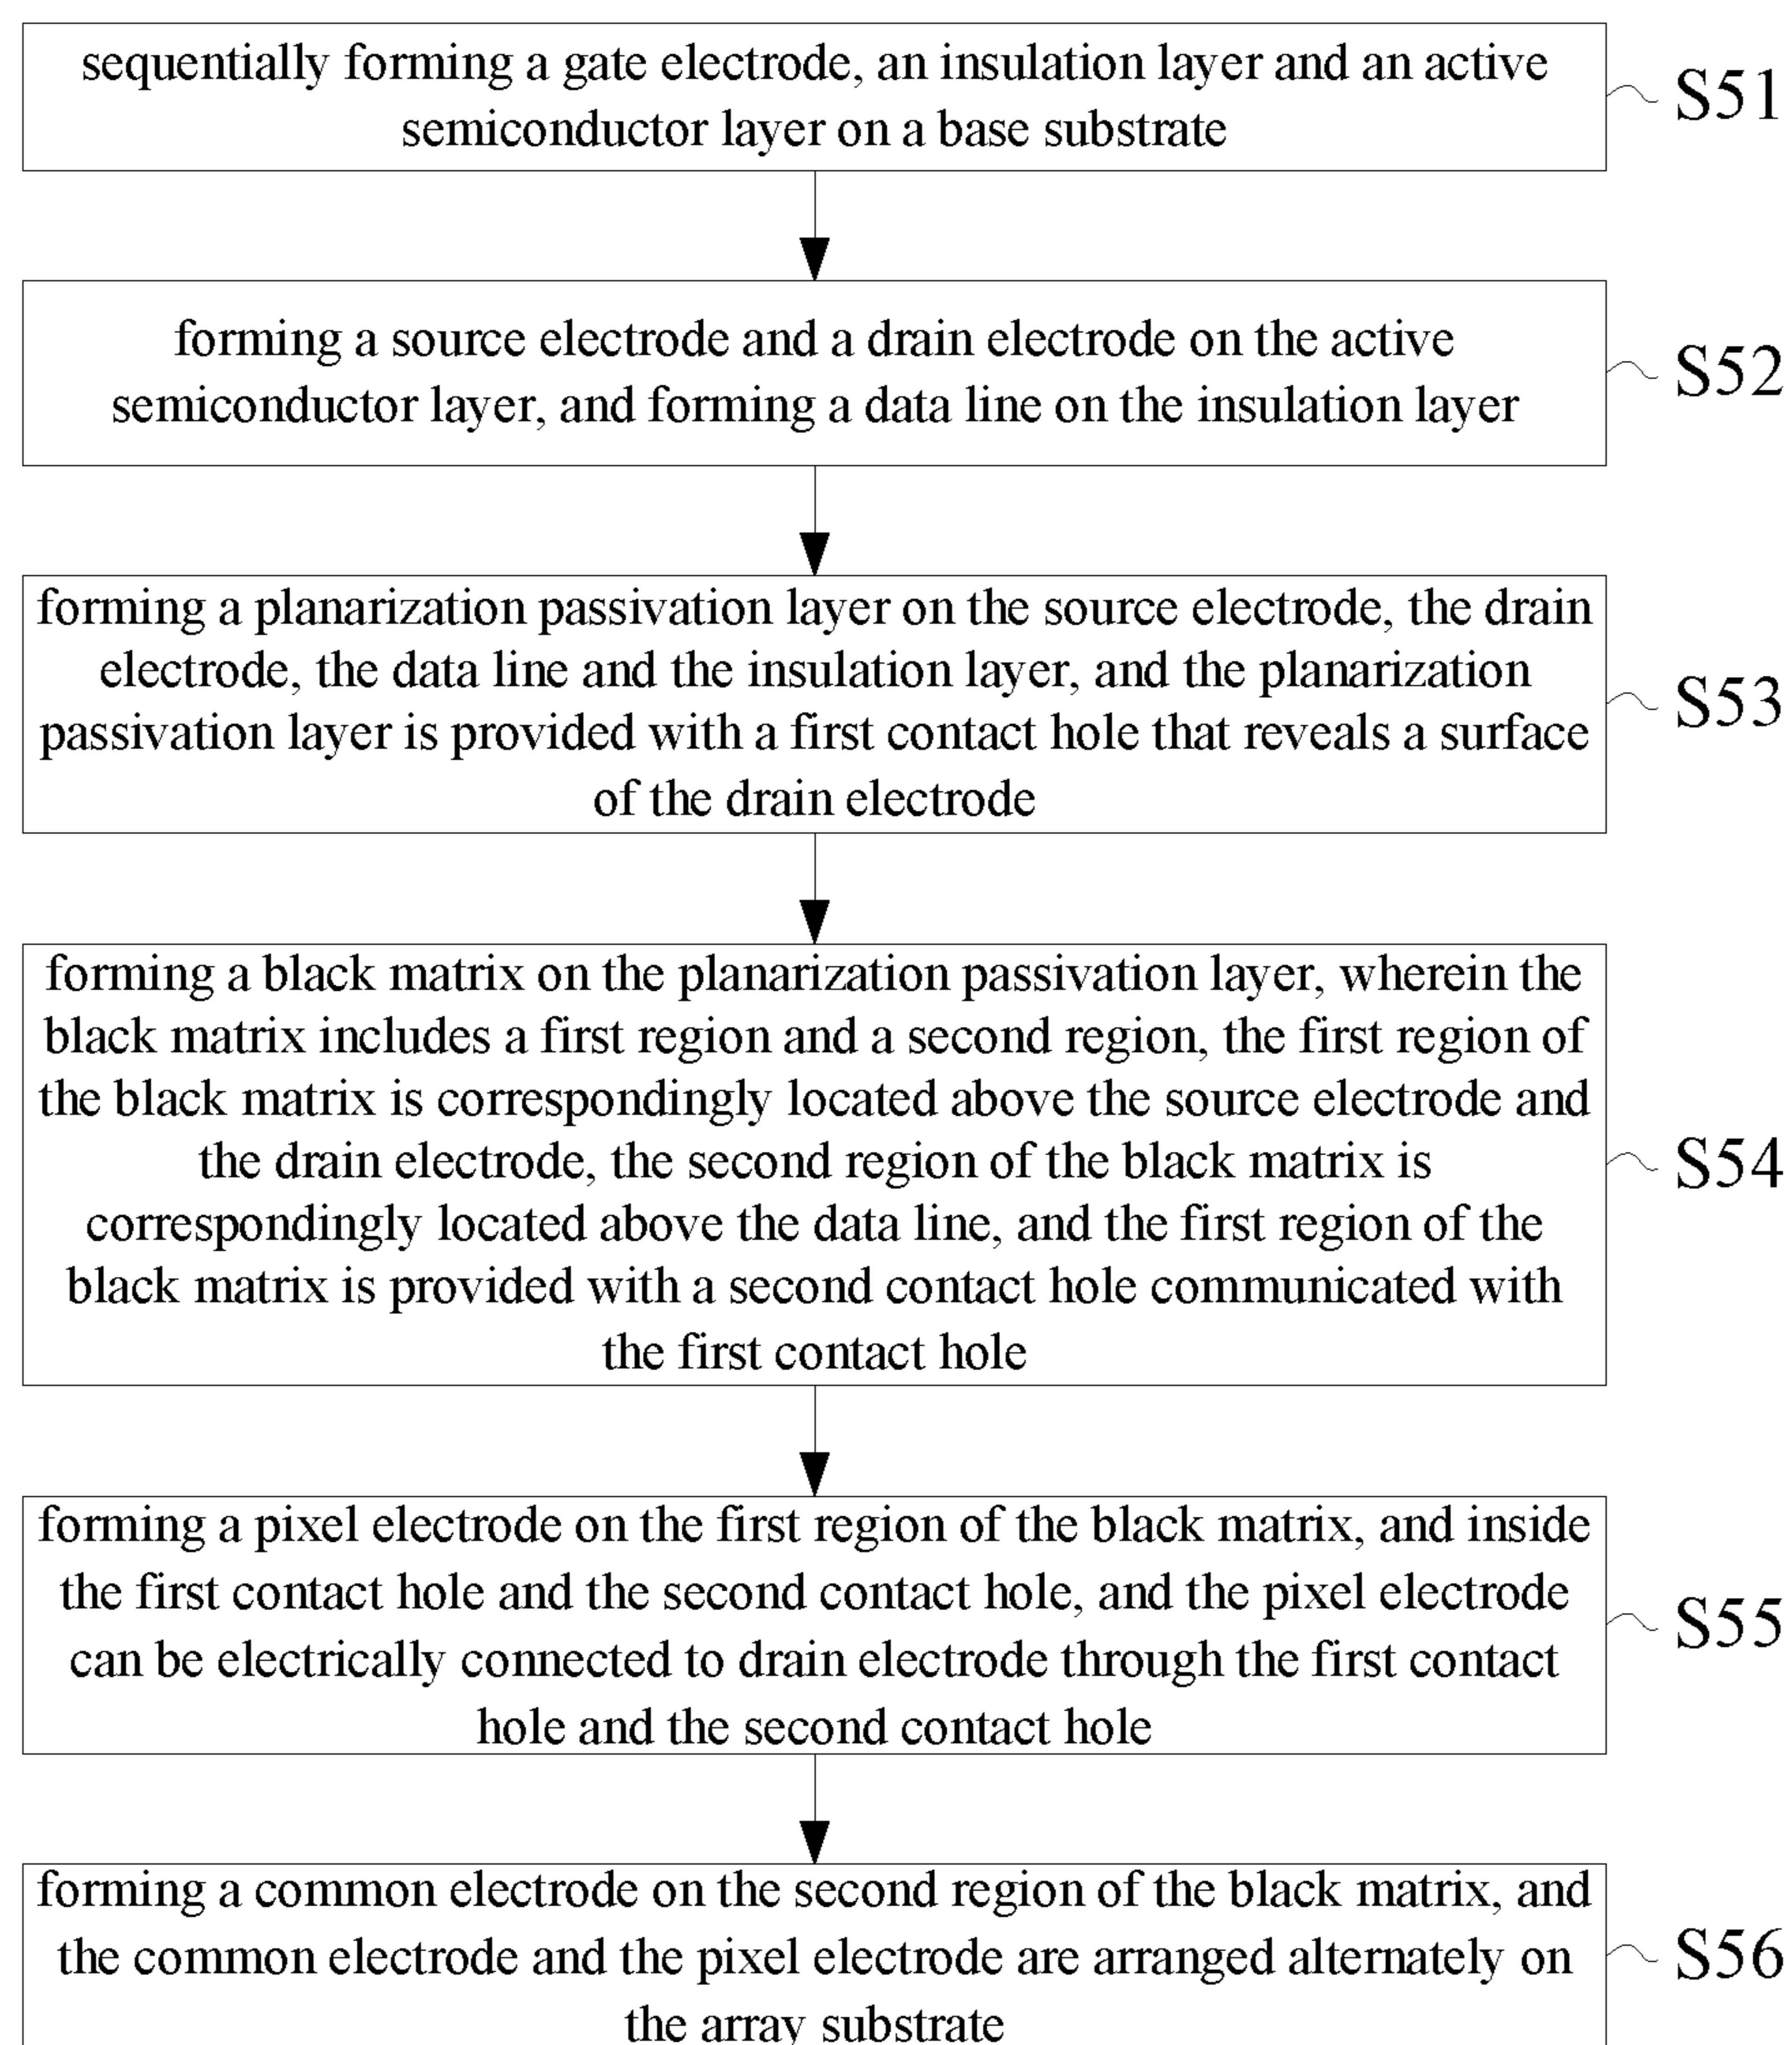 sequentially forming a gate electrode, an insulation layer and an active
semiconductor layer on a base substrate
S51
forming a source electrode and a drain electrode on the active
semiconductor layer, and forming a data line on the insulation layer
S52
forming a planarization passivation layer on the source electrode, the drain
electrode, the data line and the insulation layer, and the planarization
passivation layer is provided with a first contact hole that reveals a surface
of the drain electrode
S53
forming a black matrix on the planarization passivation layer, wherein the
black matrix includes a first region and a second region, the first region of
the black matrix is correspondingly located above the source electrode and
the drain electrode, the second region of the black matrix is
correspondingly located above the data line, and the first region of the
black matrix is provided with a second contact hole communicated with
the first contact hole
S54
forming a pixel electrode on the first region of the black matrix, and inside
the first contact hole and the second contact hole, and the pixel electrode
can be electrically connected to drain electrode through the first contact
hole and the second contact hole
S55
forming a common electrode on the second region of the black matrix, and
the common electrode and the pixel electrode are arranged alternately on
the array substrate
S56